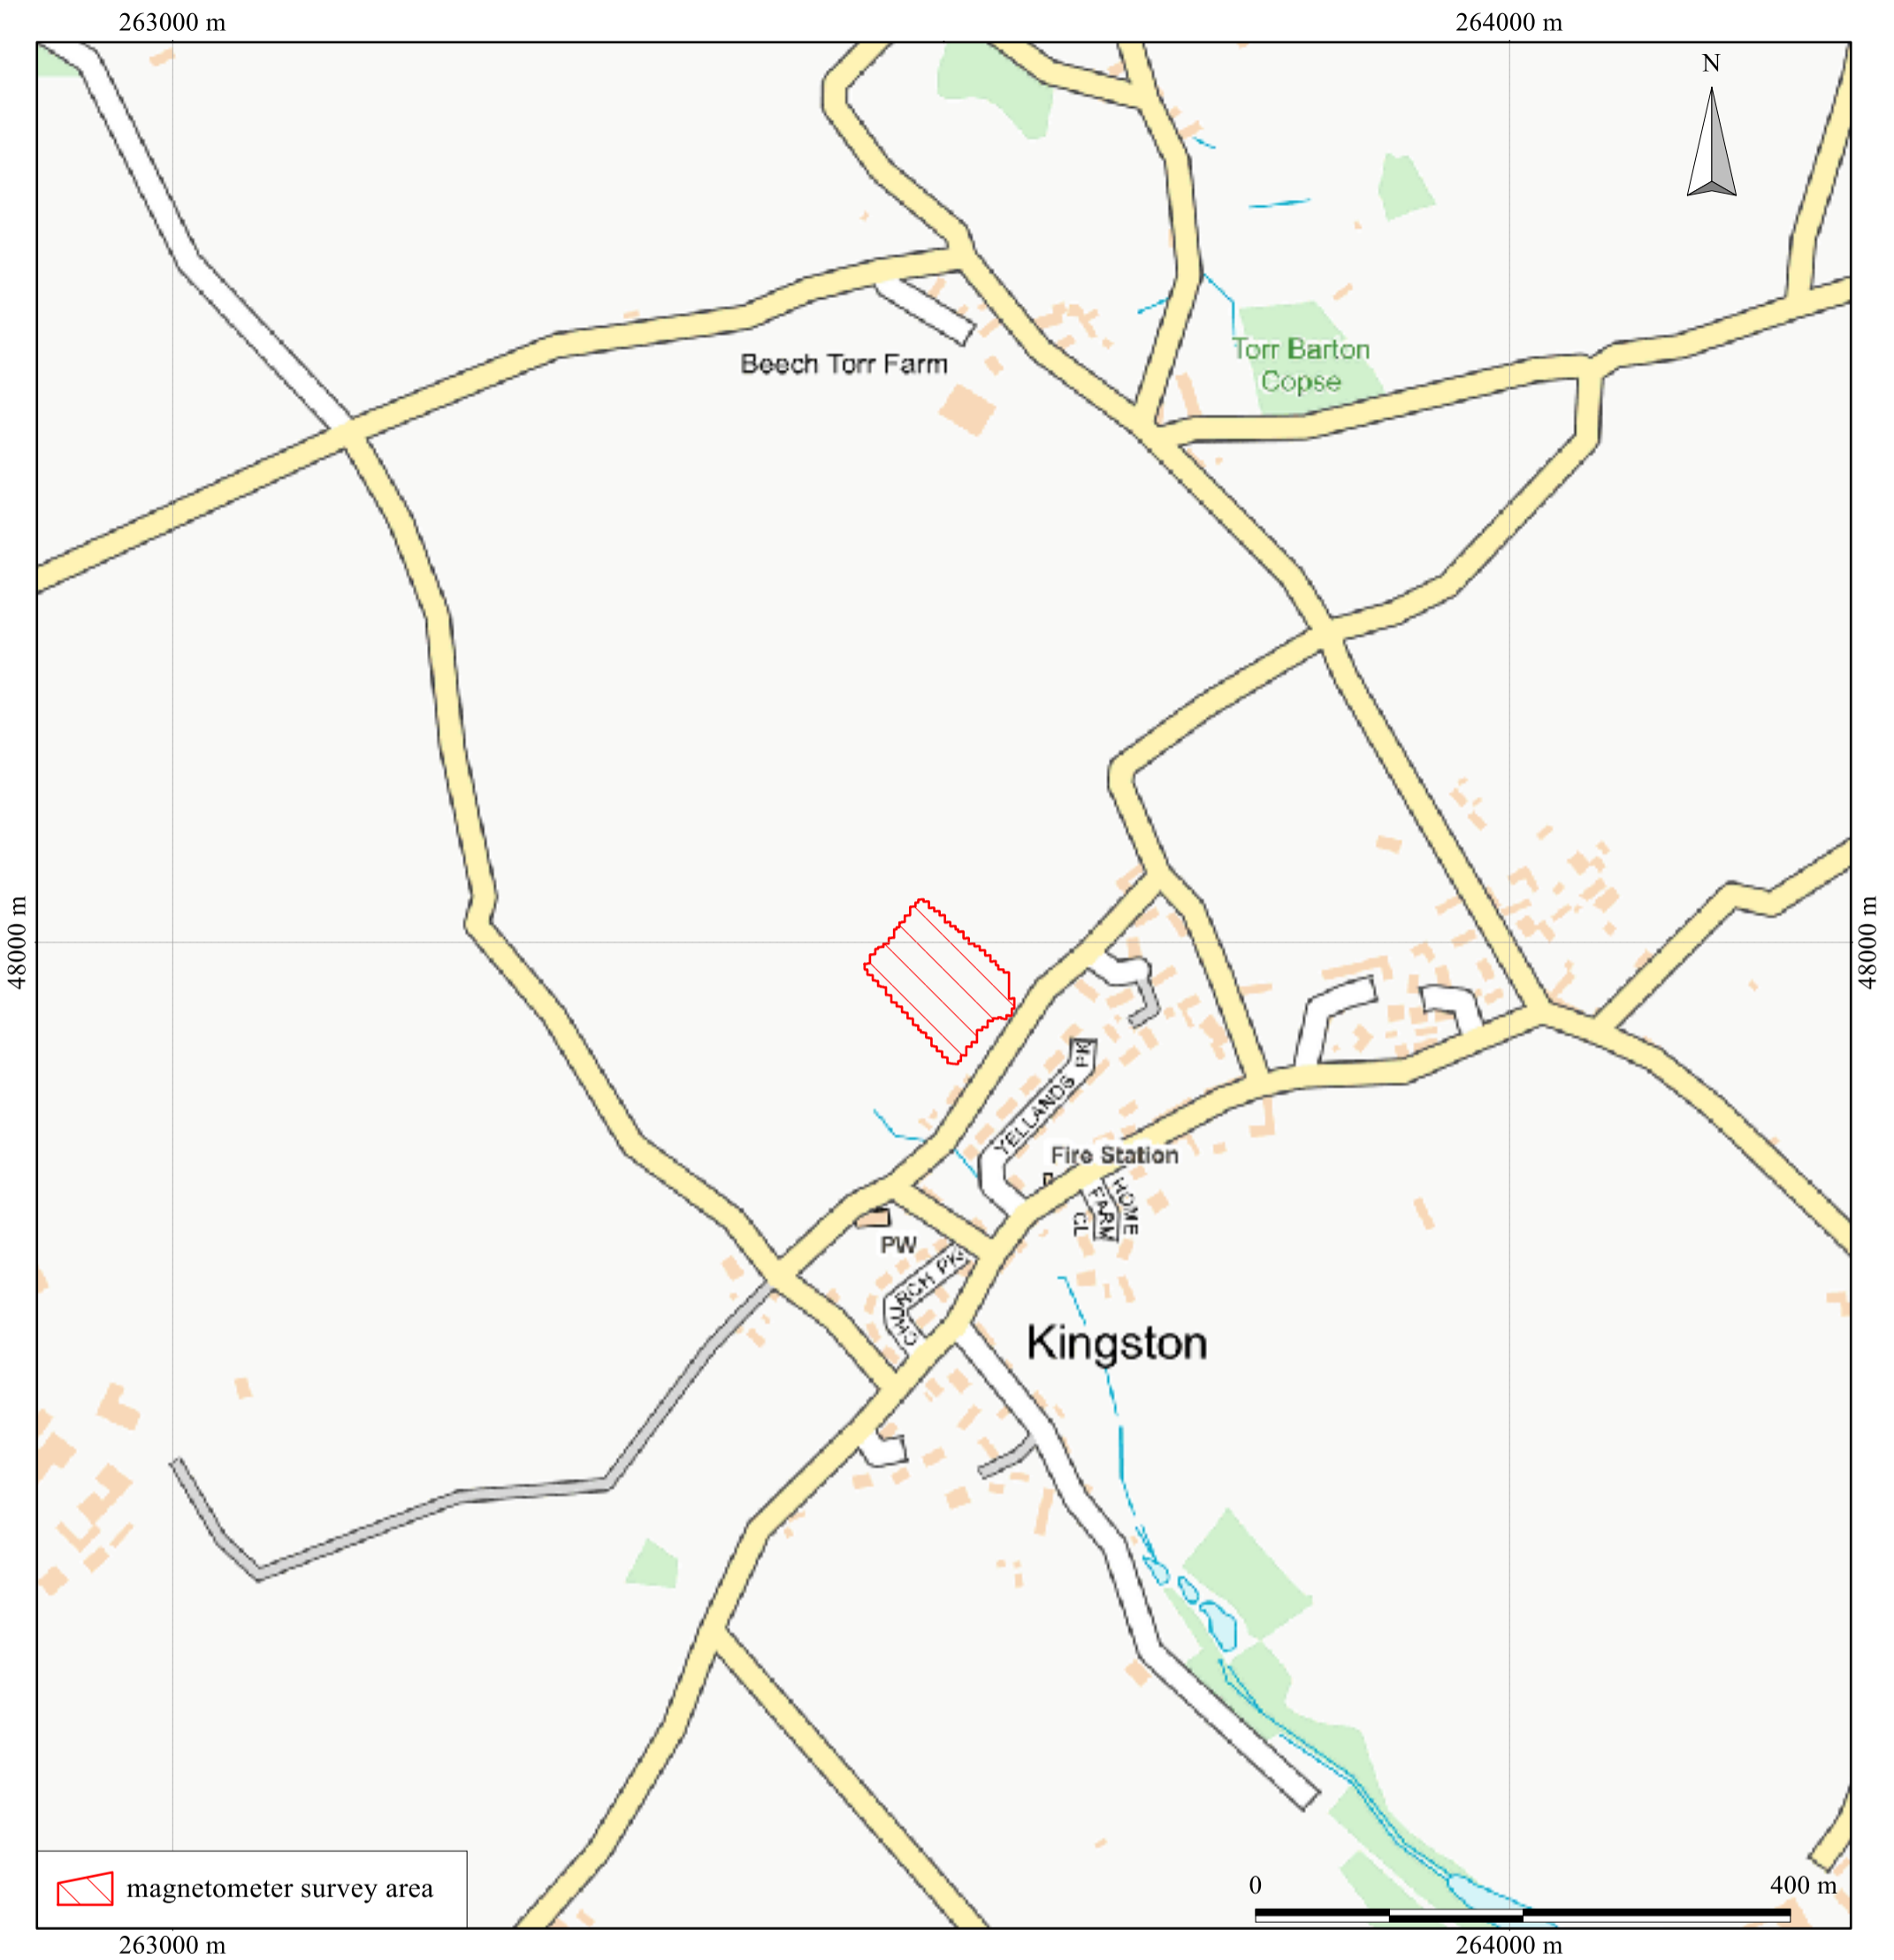 263000 m
264000 m
N
Beech Torr Farm
Torr Barton
Copse
48000 m
48000 m
YELLANDS PK
Fire Station
HOME
FARM
CL
PW
CHURCH PK
Kingston
magnetometer survey area
0
400 m
263000 m
264000 m